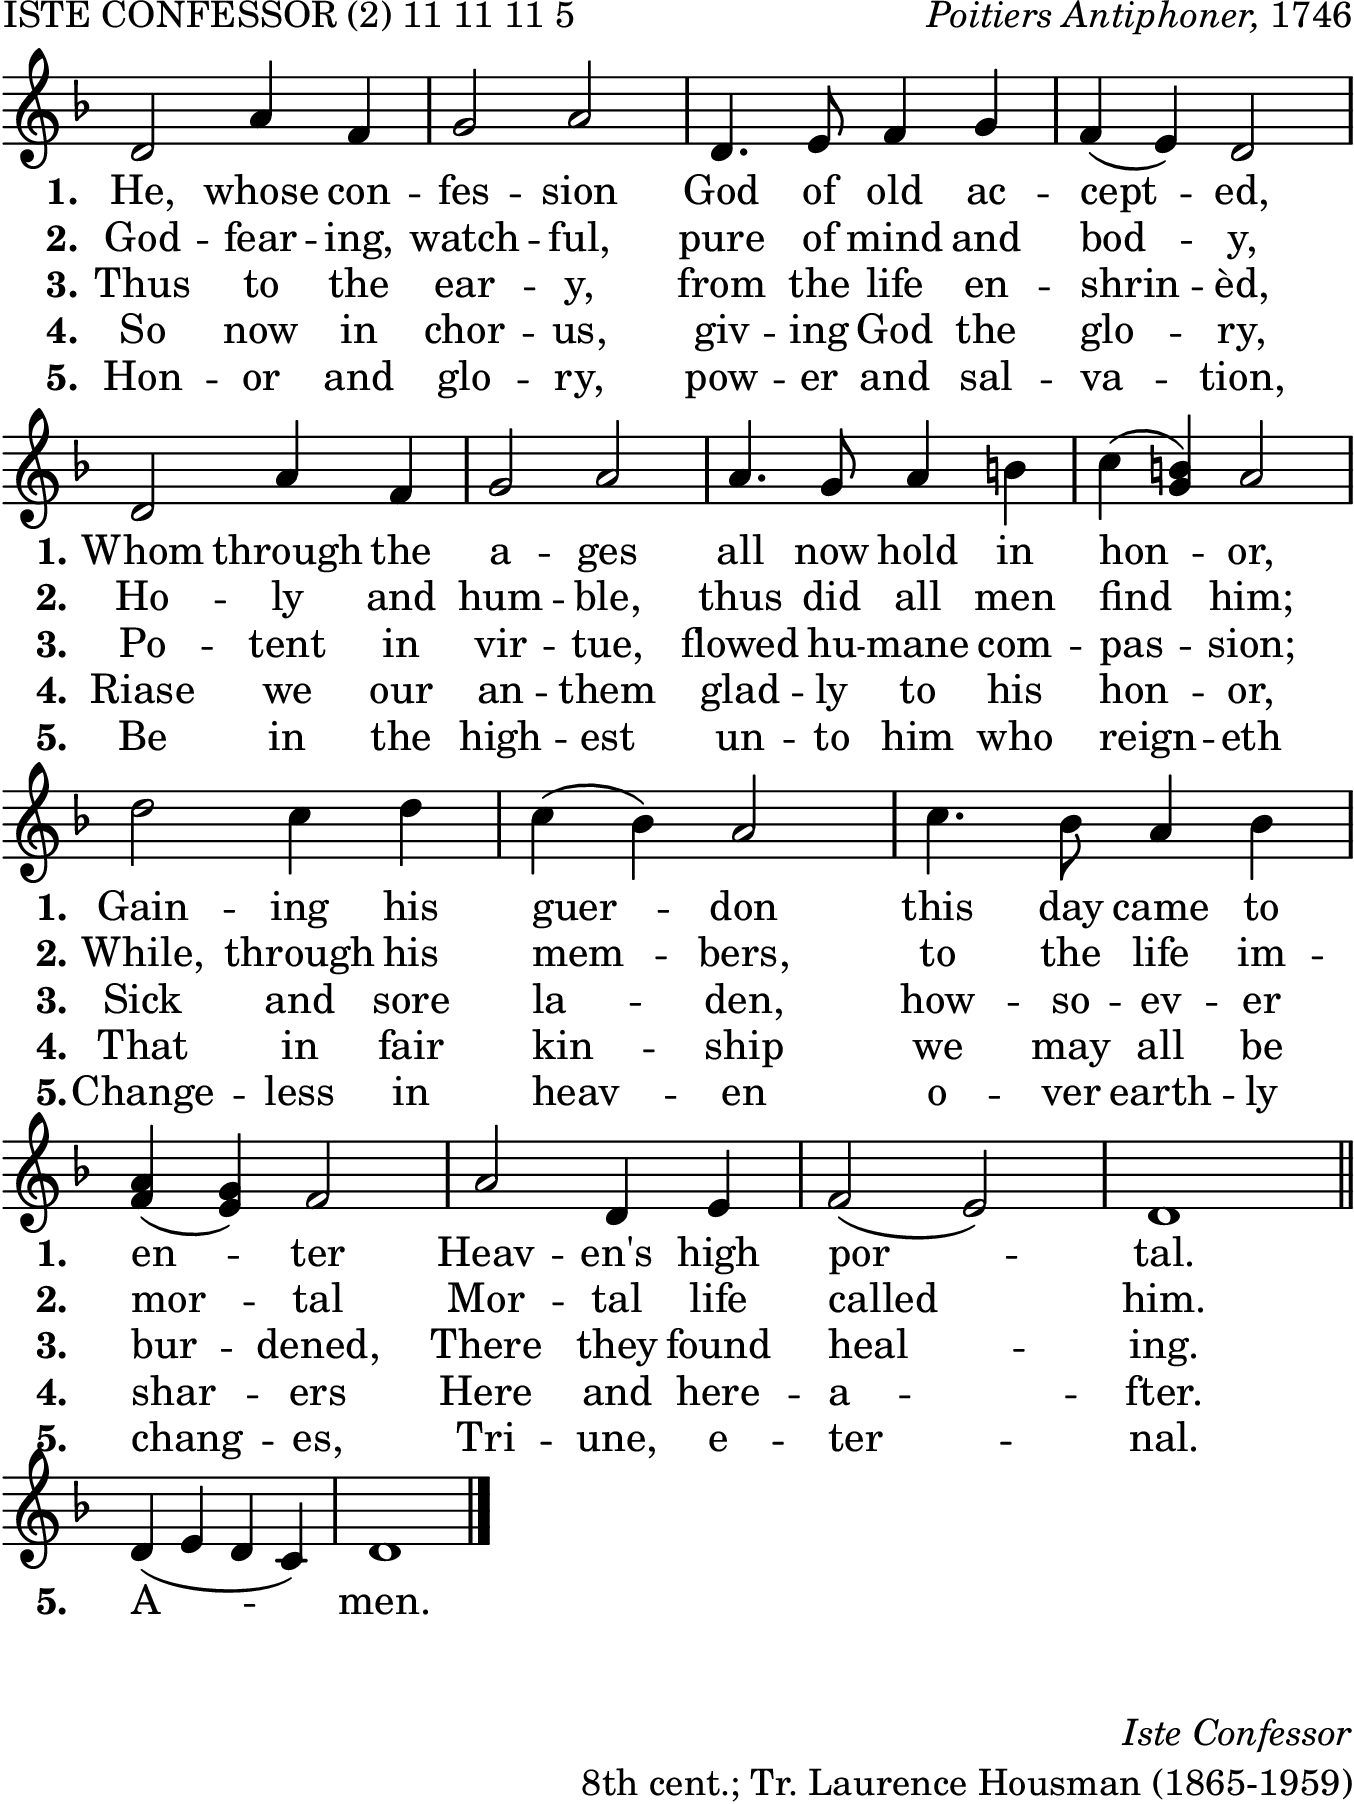 ISTE CONFESSOR (2) 11 11 11 5 Poitiers Antiphoner, 1746
1. He, whose con - fes - sion God of old ac - cept - ed,
2. God - fear - ing, watch - ful, pure of mind and bod - y,
3. Thus to the ear - y, from the life en - shrin - èd,
4. So now in chor - us, giv - ing God the glo - ry,
5. Hon - or and glo - ry, pow - er and sal - va - tion,
1. Whom through the a - ges all now hold in hon - or,
2. Ho - ly and hum - ble, thus did all men find him;
3. Po - tent in vir - tue, flowed hu - mane com - pas - sion;
4. Riase we our an - them glad - ly to his hon - or,
5. Be in the high - est un - to him who reign - eth
1. Gain - ing his guer - don this day came to
2. While, through his mem - bers, to the life im -
3. Sick and sore la - den, how - so - ev - er
4. That in fair kin - ship we may all be
5. Change - less in heav - en o - ver earth - ly
1. en - ter Heav - en's high por - tal.
2. mor - tal Mor - tal life called him.
3. bur - dened, There they found heal - ing.
4. shar - ers Here and here - a - fter.
5. chang - es, Tri - une, e - ter - nal.
5. A - men.
Iste Confessor
8th cent.; Tr. Laurence Housman (1865-1959)